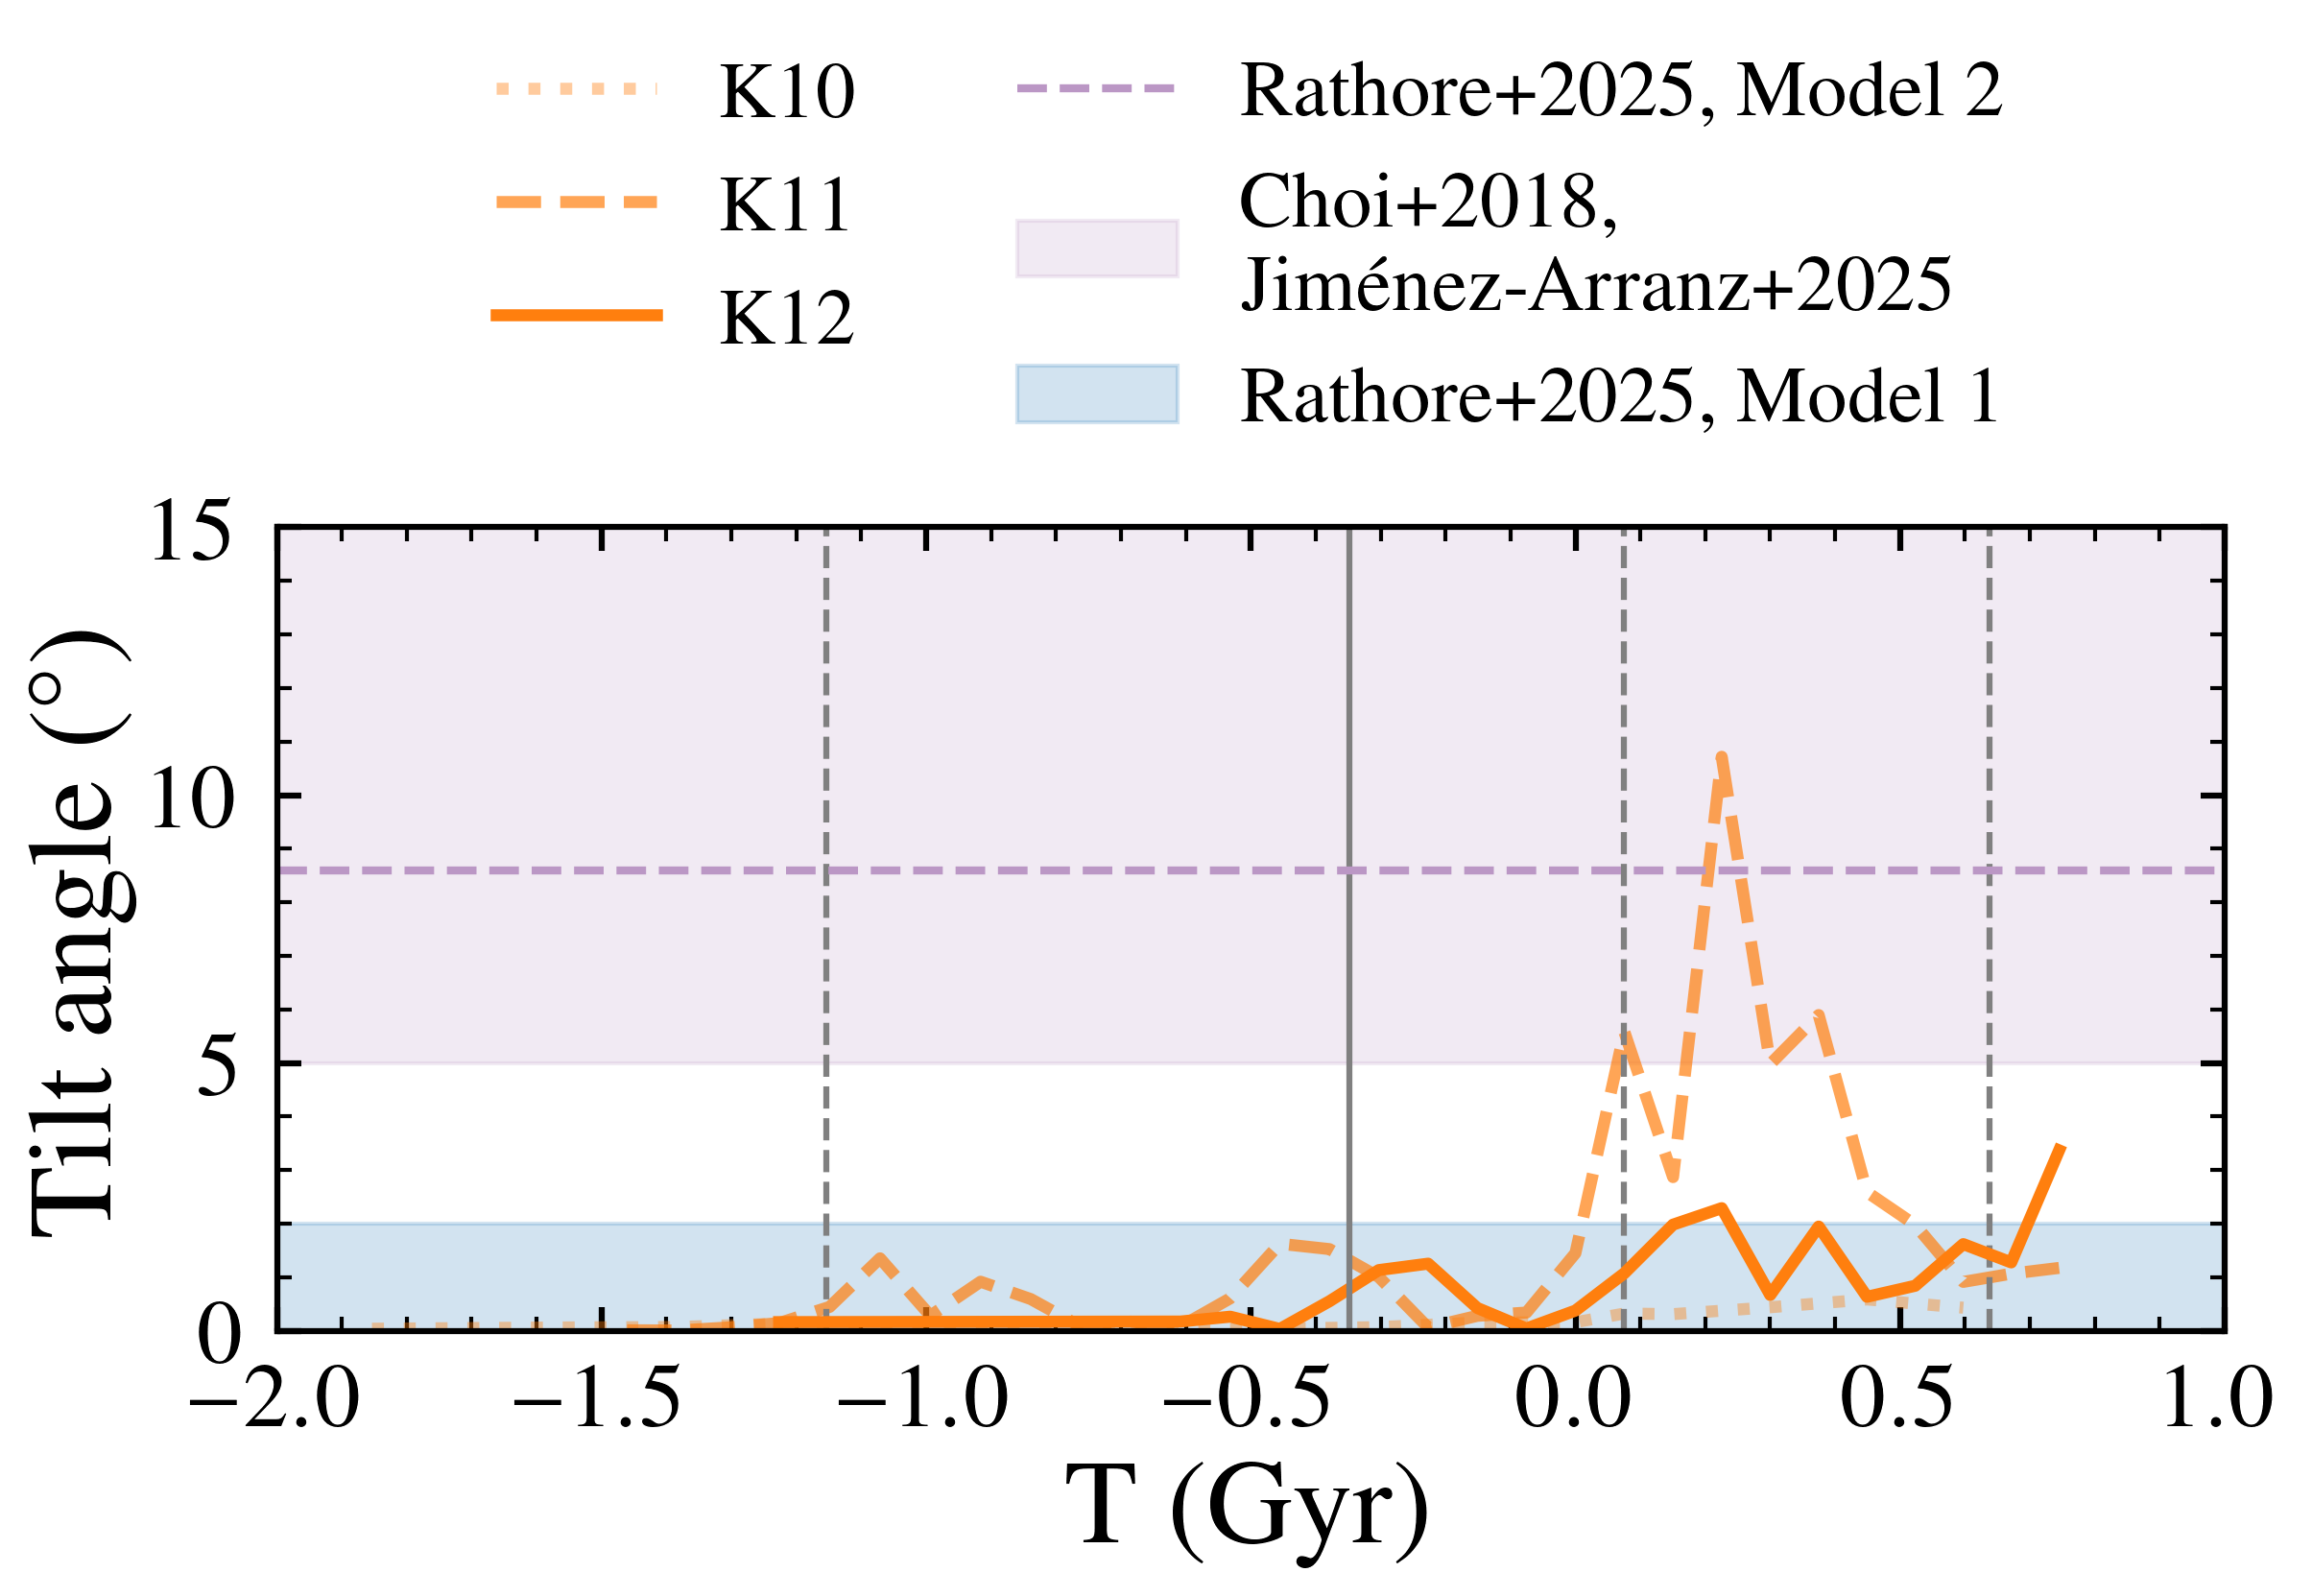 K10
K11
K12
Rathore+2025, Model 2
Choi+2018,
Jiménez-Arranz+2025
Rathore+2025, Model 1
15
10
5
0
Tilt angle (°)
−2.0 −1.5 −1.0 −0.5 0.0 0.5 1.0
T (Gyr)